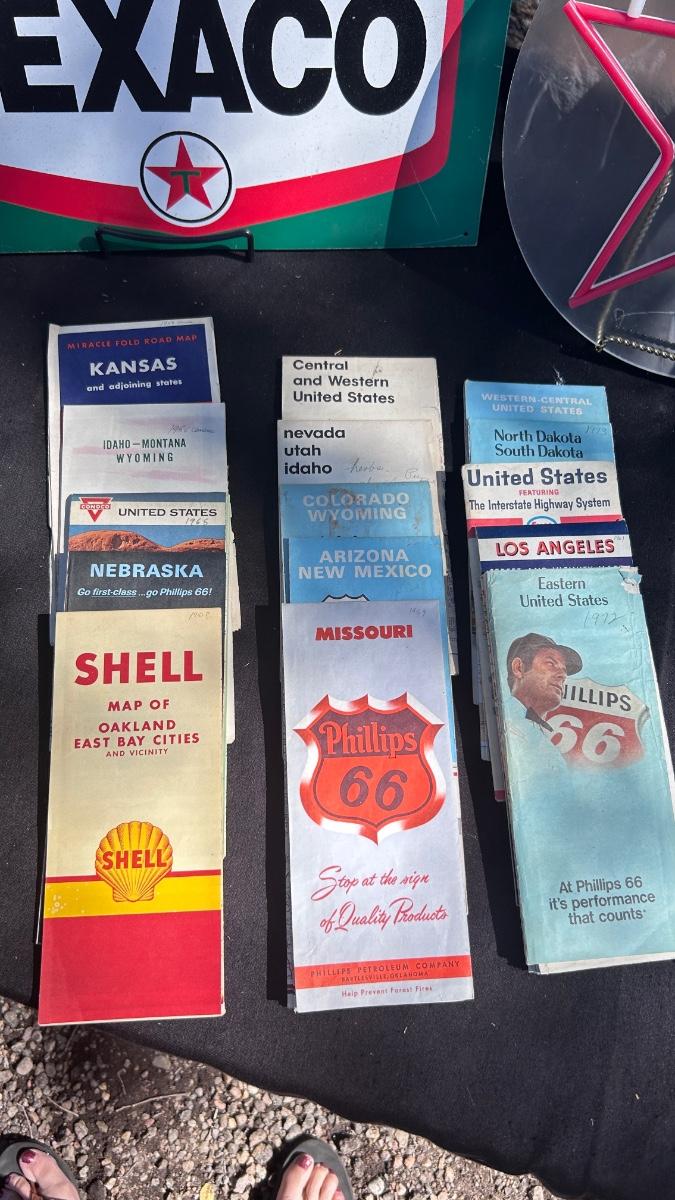 EXACO
T
MIRACLE FOLD ROAD MAP
KANSAS
and adjoining states
IDAHO-MONTANA
WYOMING
CONOCO
UNITED STATES
1965
NEBRASKA
Go first-class...go Phillips 66!
SHELL
MAP OF
OAKLAND
EAST BAY CITIES
AND VICINITY
SHELL
Central
and Western
United States
nevada
utah
idaho
COLORADO
WYOMING
ARIZONA
NEW MEXICO
MISSOURI
Phillips
66
Stop at the sign
of Quality Products
PHILLIPS PETROLEUM COMPANY
BARTLESVILLE, OKLAHOMA
Help Prevent Forest Fires
WESTERN-CENTRAL
UNITED STATES
North Dakota
South Dakota
United States
FEATURING
The Interstate Highway System
LOS ANGELES
Eastern
United States
1972
HILLIPS
66
At Phillips 66
it's performance
that counts